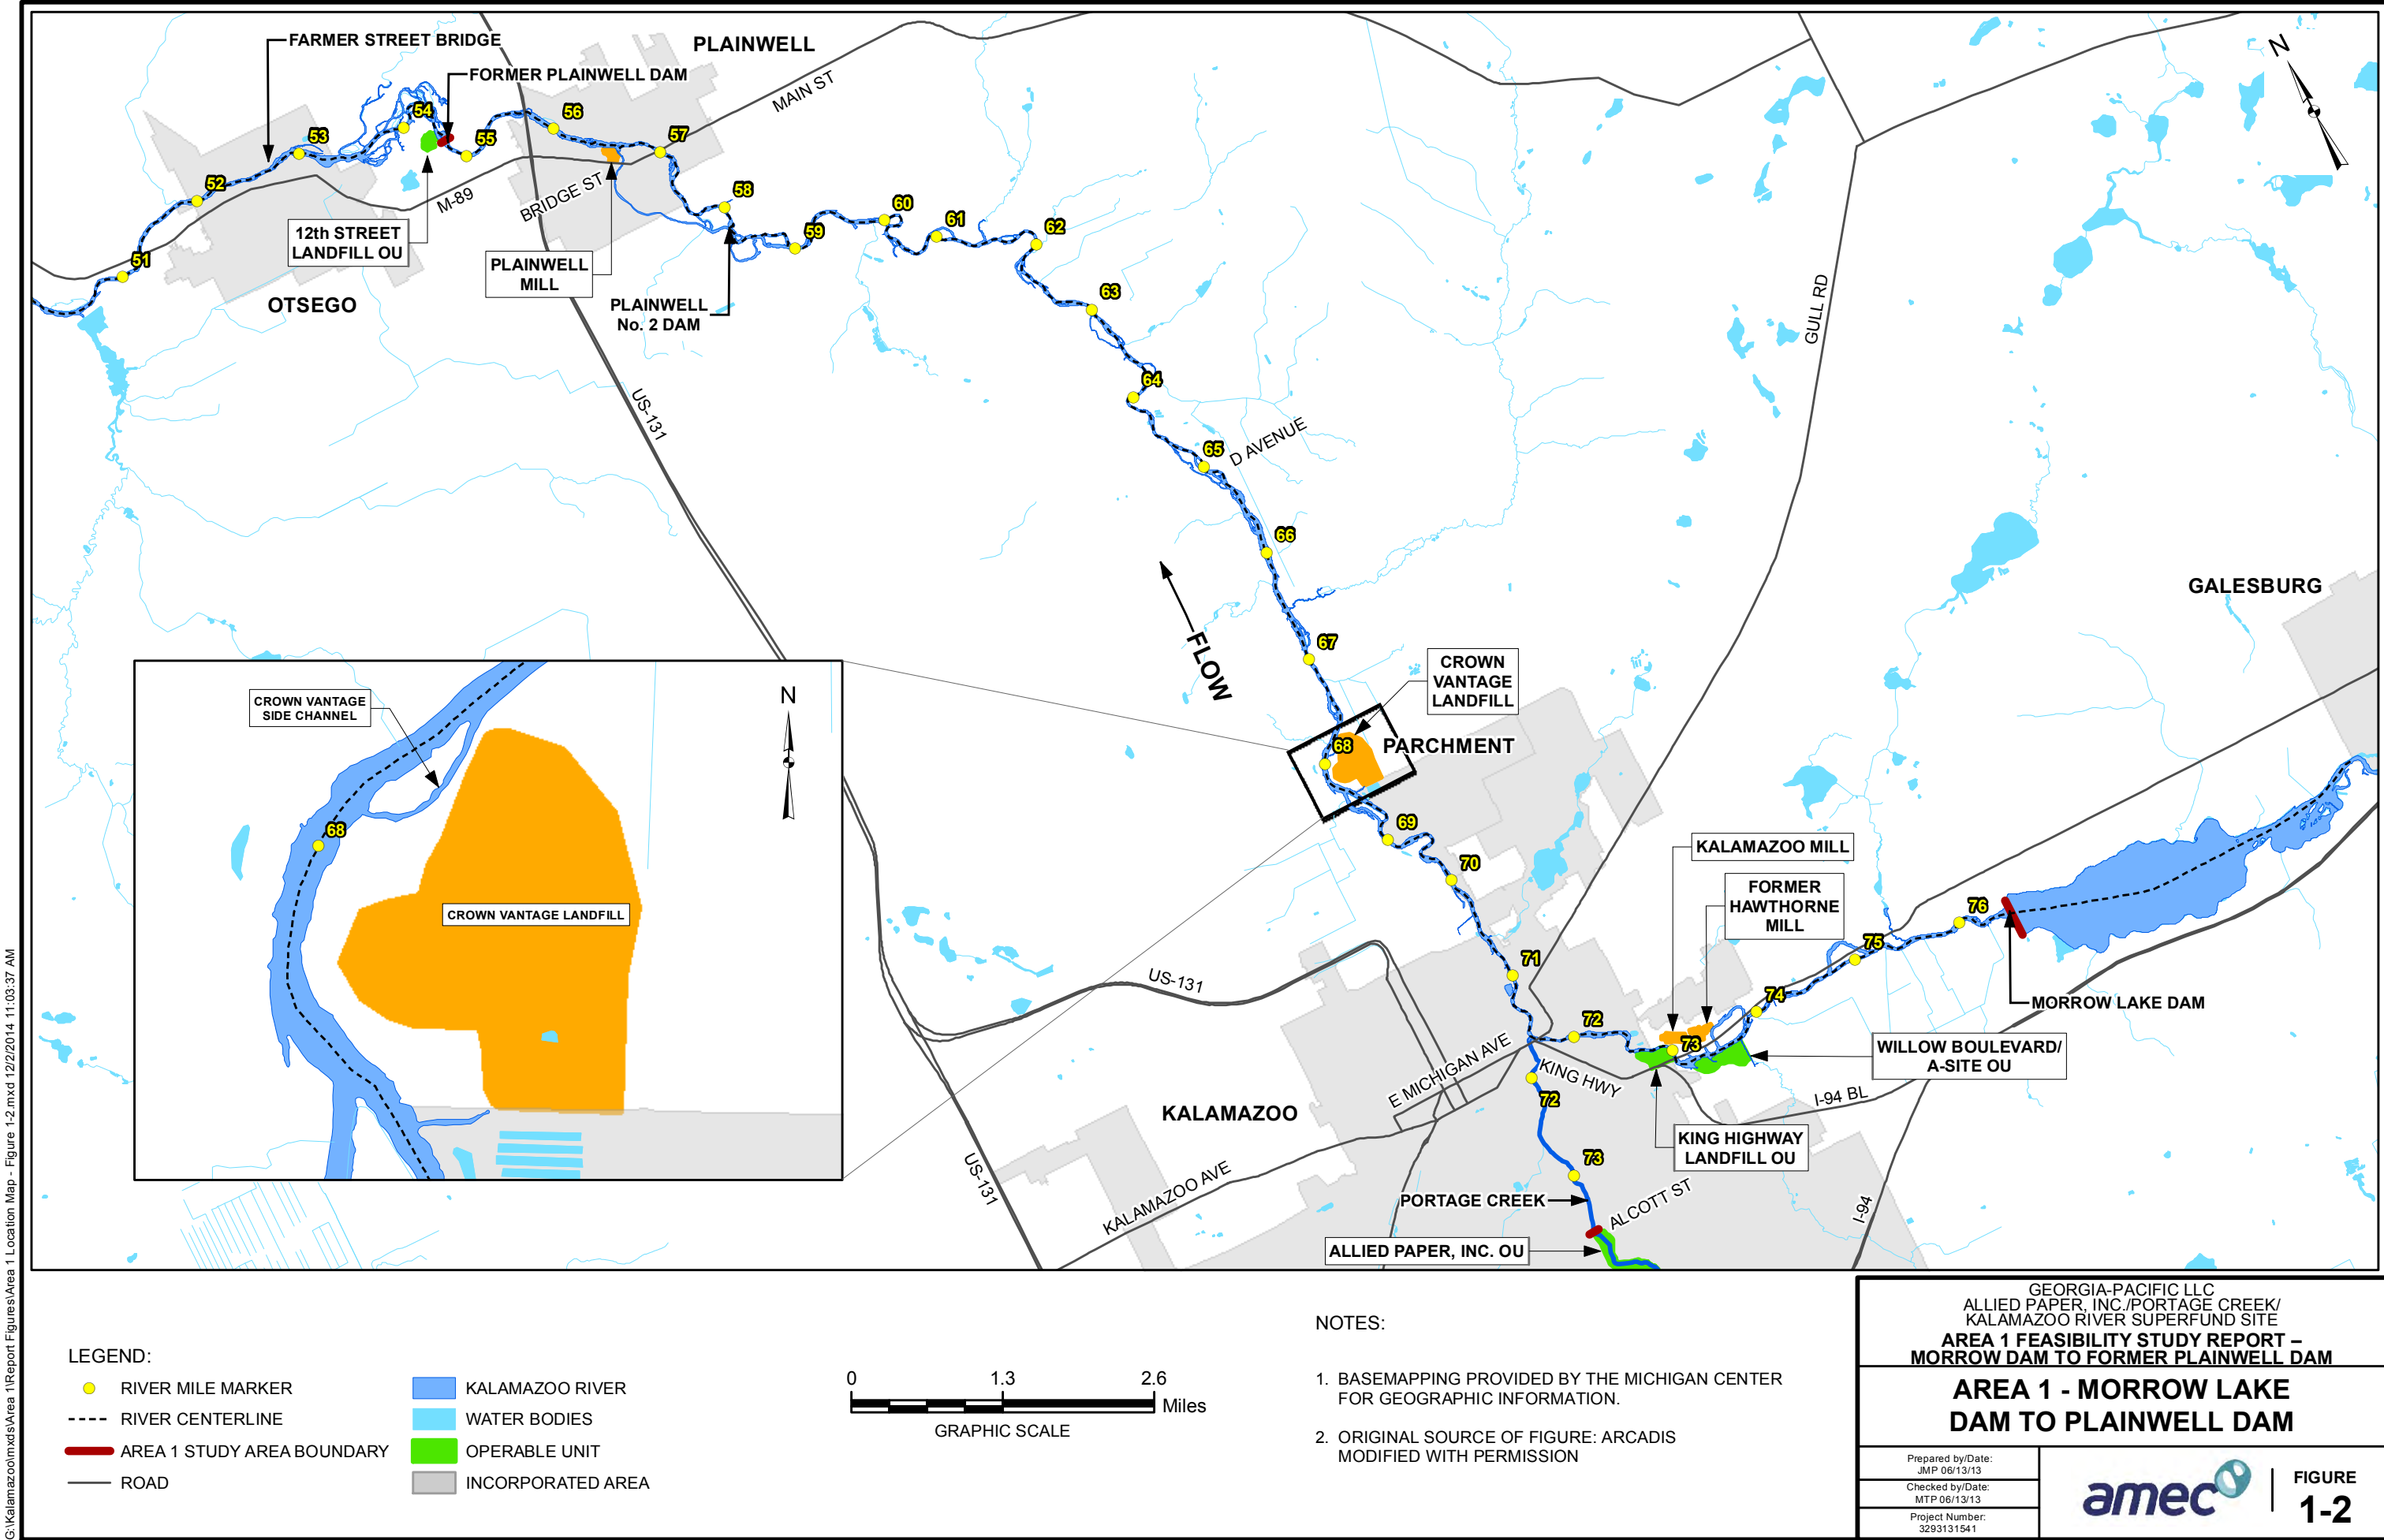 FARMER STREET BRIDGE
PLAINWELL
FORMER PLAINWELL DAM
MAIN ST
N
54
56
53
55
57
52
M-89
BRIDGE ST
58
60
61
62
59
12th STREET
LANDFILL OU
51
PLAINWELL
MILL
OTSEGO
PLAINWELL
No. 2 DAM
63
GULL RD
64
US-131
65
D AVENUE
66
GALESBURG
67
FLOW
CROWN
VANTAGE
LANDFILL
68
PARCHMENT
CROWN VANTAGE
SIDE CHANNEL
N
68
CROWN VANTAGE LANDFILL
69
70
KALAMAZOO MILL
FORMER
HAWTHORNE
MILL
76
75
71
US-131
74
MORROW LAKE DAM
72
73
WILLOW BOULEVARD/
A-SITE OU
E MICHIGAN AVE
KING HWY
72
I-94 BL
KALAMAZOO
KING HIGHWAY
LANDFILL OU
73
US-131
KALAMAZOO AVE
PORTAGE CREEK
ALCOTT ST
I-94
ALLIED PAPER, INC. OU
G:\Kalamazoo\mxds\Area 1\Report Figures\Area 1 Location Map - Figure 1-2.mxd 12/2/2014 11:03:37 AM
LEGEND:
RIVER MILE MARKER
RIVER CENTERLINE
AREA 1 STUDY AREA BOUNDARY
ROAD
KALAMAZOO RIVER
WATER BODIES
OPERABLE UNIT
INCORPORATED AREA
0 1.3 2.6
Miles
GRAPHIC SCALE
NOTES:
1. BASEMAPPING PROVIDED BY THE MICHIGAN CENTER
FOR GEOGRAPHIC INFORMATION.
2. ORIGINAL SOURCE OF FIGURE: ARCADIS
MODIFIED WITH PERMISSION
GEORGIA-PACIFIC LLC
ALLIED PAPER, INC./PORTAGE CREEK/
KALAMAZOO RIVER SUPERFUND SITE
AREA 1 FEASIBILITY STUDY REPORT –
MORROW DAM TO FORMER PLAINWELL DAM
AREA 1 - MORROW LAKE
DAM TO PLAINWELL DAM
Prepared by/Date:
JMP 06/13/13
Checked by/Date:
MTP 06/13/13
Project Number:
3293131541
amec
FIGURE
1-2